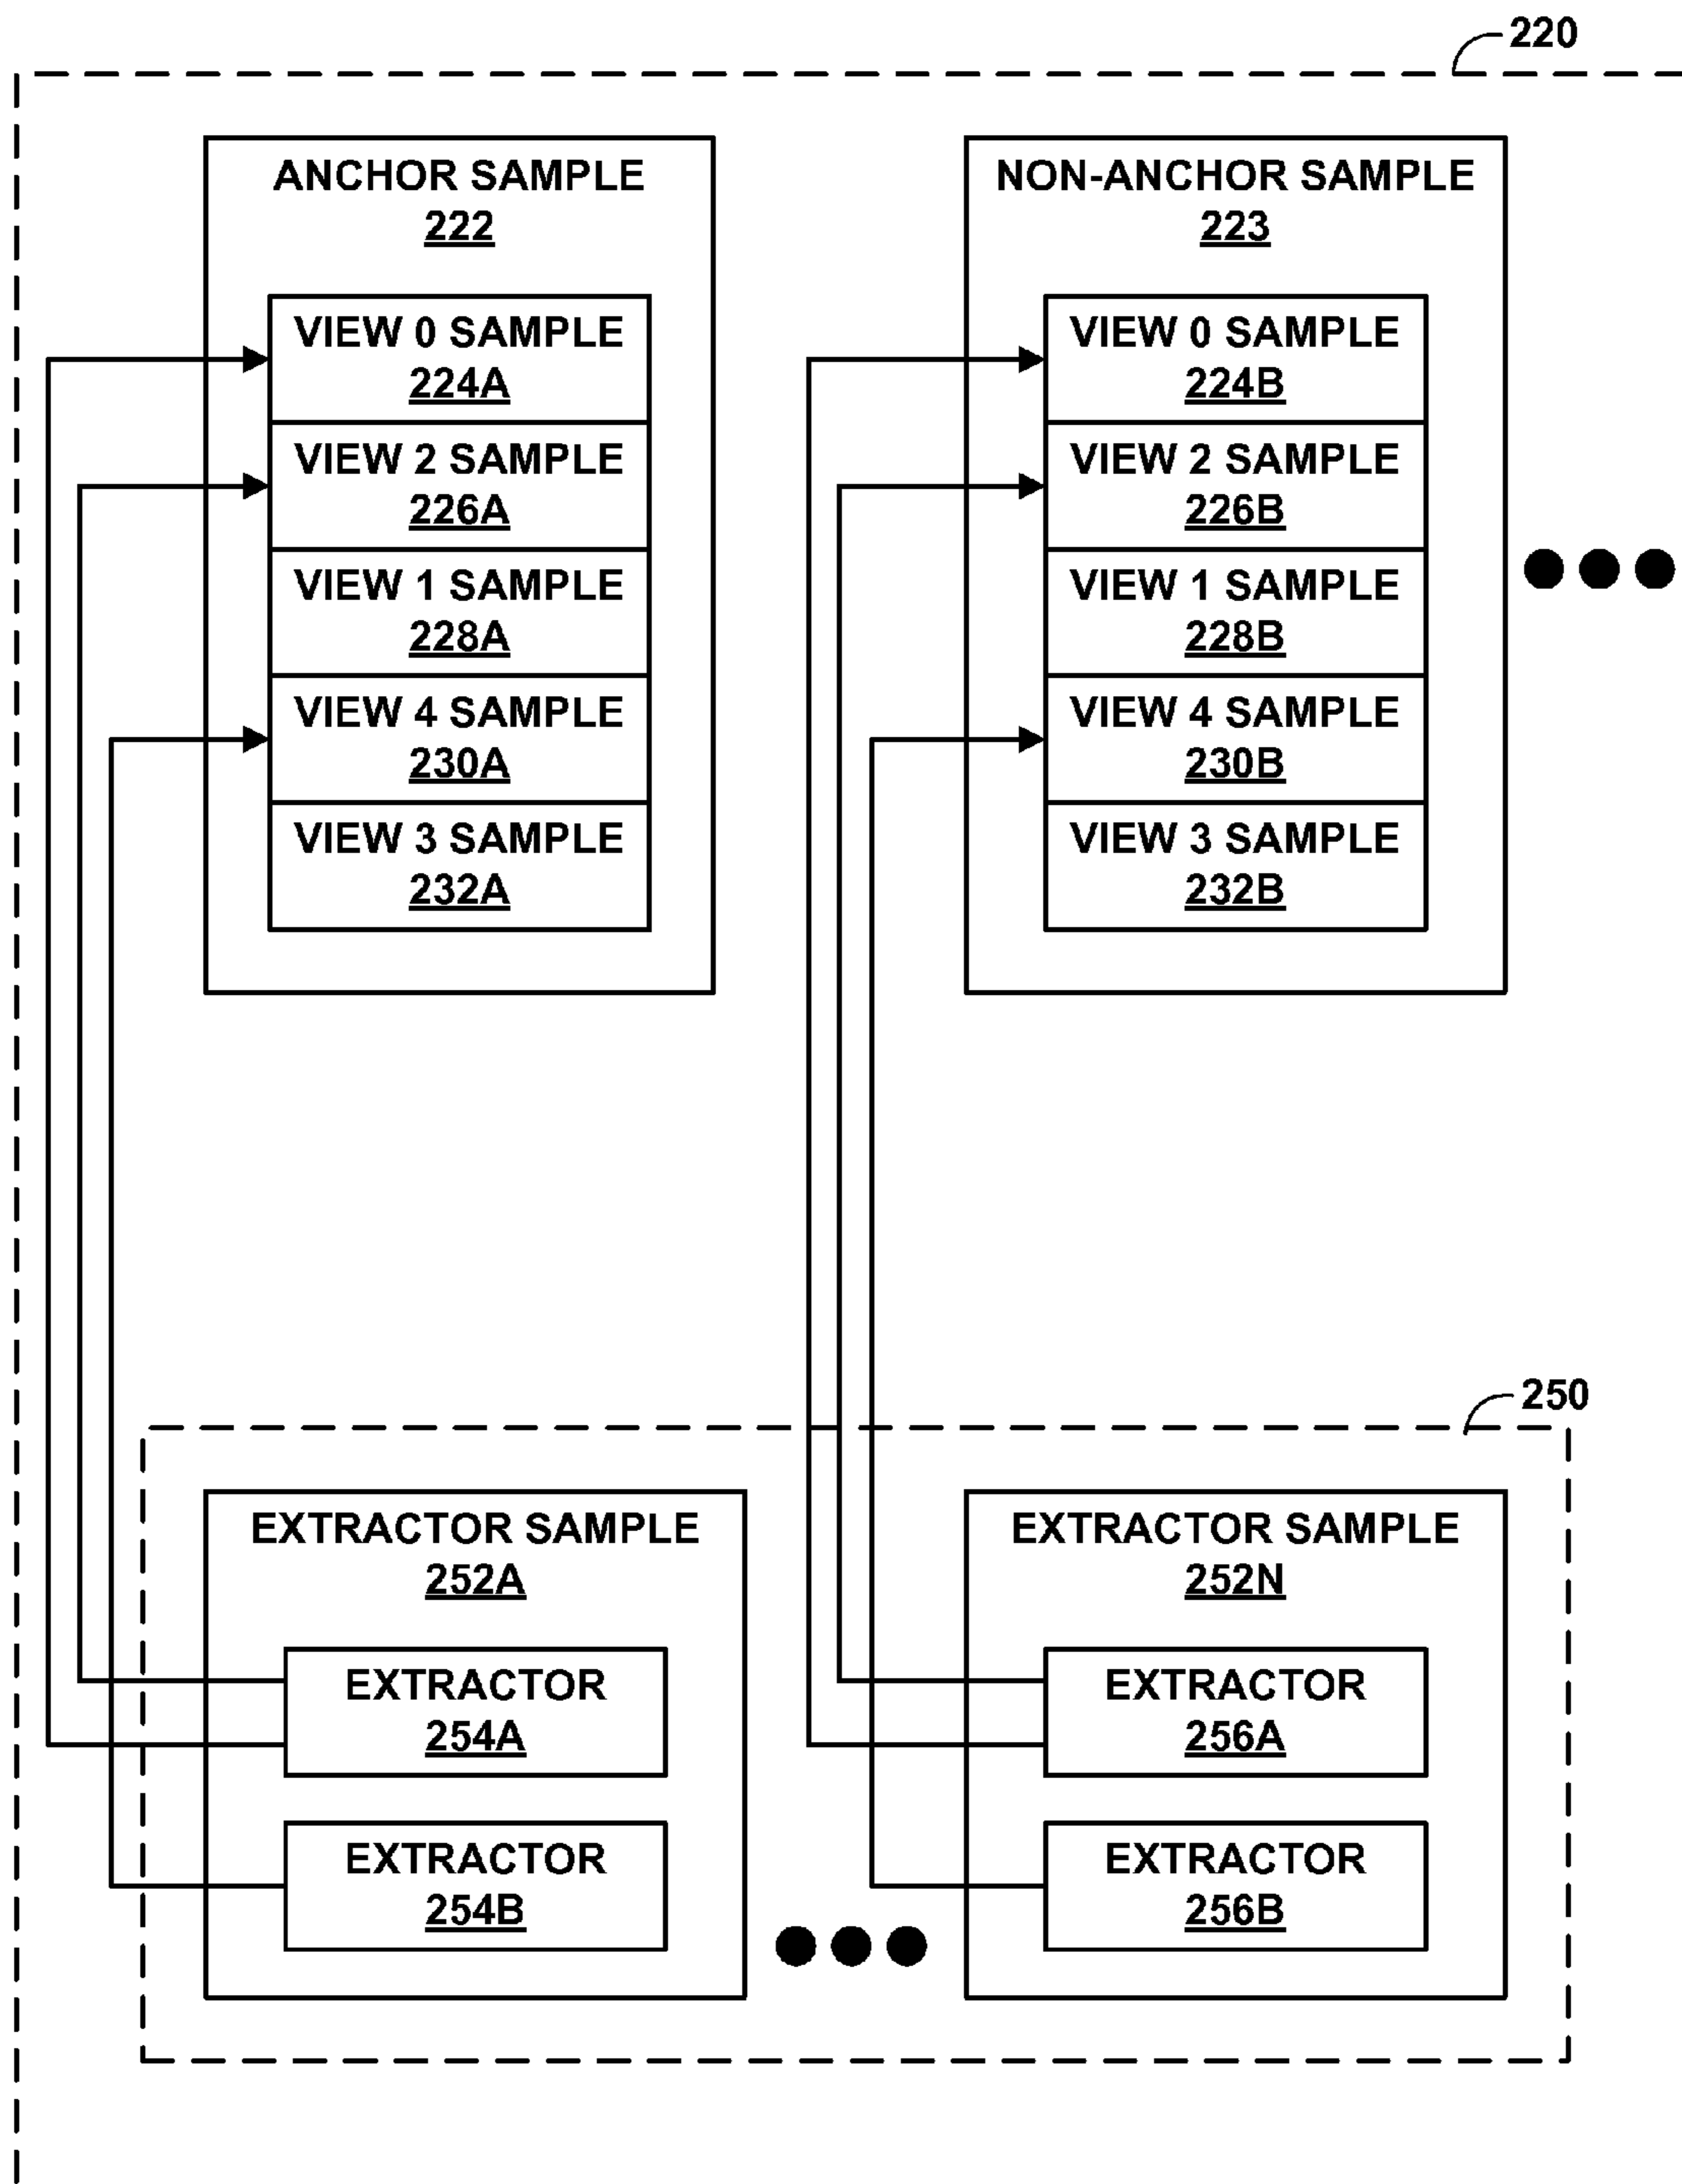 220
ANCHOR SAMPLE
222
VIEW 0 SAMPLE
224A
VIEW 2 SAMPLE
226A
VIEW 1 SAMPLE
228A
VIEW 4 SAMPLE
230A
VIEW 3 SAMPLE
232A
NON-ANCHOR SAMPLE
223
VIEW 0 SAMPLE
224B
VIEW 2 SAMPLE
226B
VIEW 1 SAMPLE
228B
VIEW 4 SAMPLE
230B
VIEW 3 SAMPLE
232B
250
EXTRACTOR SAMPLE
252A
EXTRACTOR
254A
EXTRACTOR
254B
EXTRACTOR SAMPLE
252N
EXTRACTOR
256A
EXTRACTOR
256B